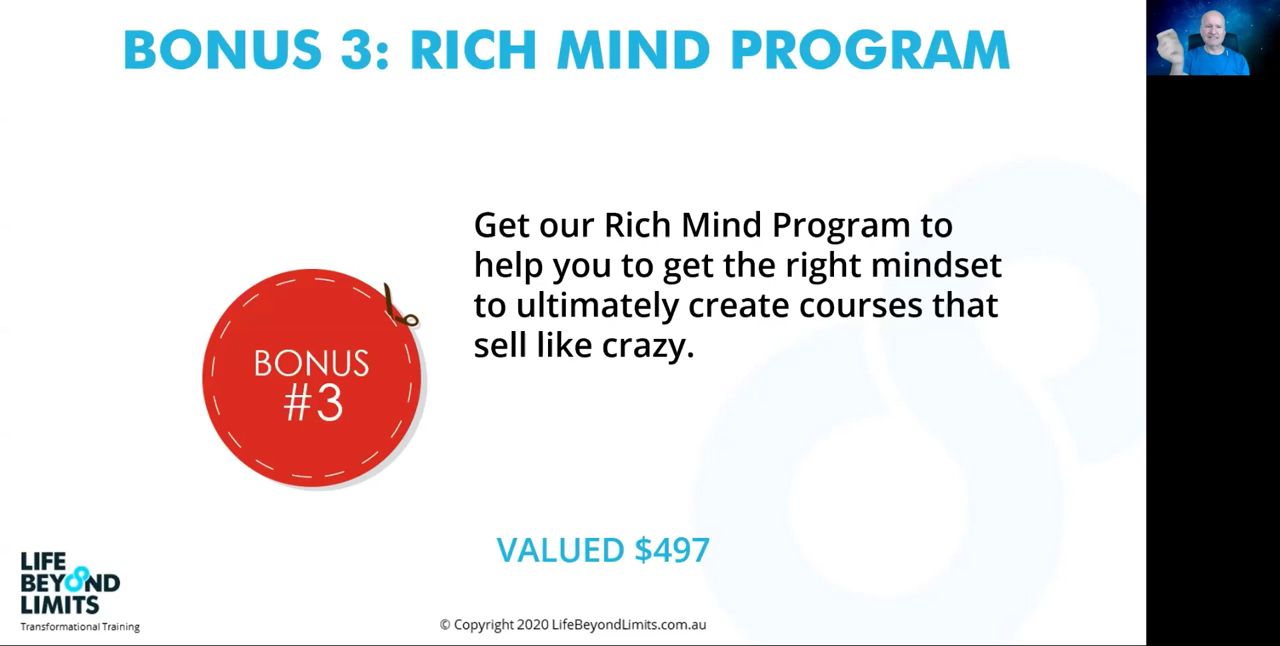 BONUS 3: RICH MIND PROGRAM
Get our Rich Mind Program to
help you to get the right mindset
to ultimately create courses that
sell like crazy.
BONUS
#3
VALUED $497
LIFE
BEYOND
LIMITS
Transformational Training
© Copyright 2020 LifeBeyondLimits.com.au